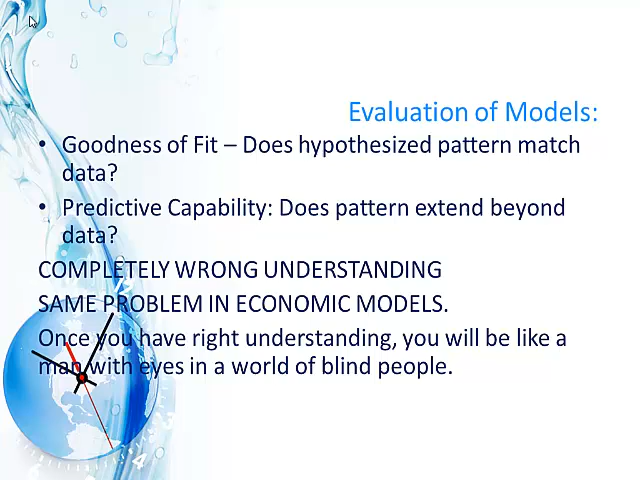 Evaluation of Models:
• Goodness of Fit – Does hypothesized pattern match
data?
• Predictive Capability: Does pattern extend beyond
data?
COMPLETELY WRONG UNDERSTANDING
SAME PROBLEM IN ECONOMIC MODELS.
Once you have right understanding, you will be like a
man with eyes in a world of blind people.